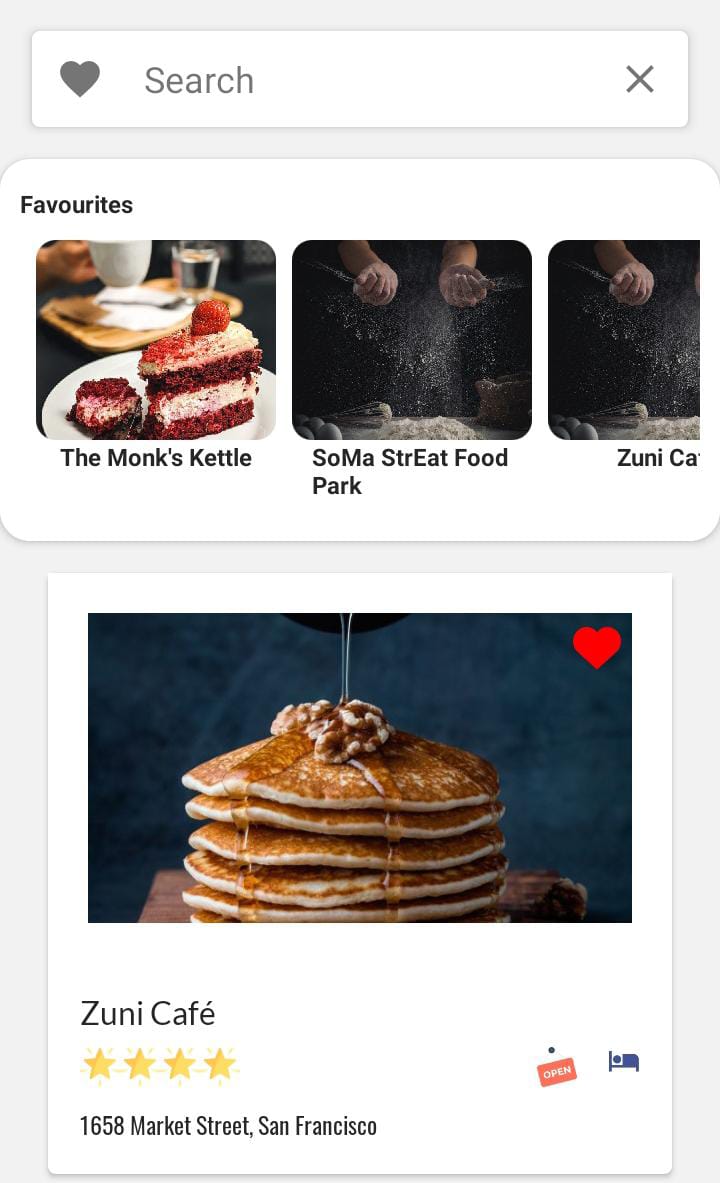 Search
Favourites
The Monk's Kettle
SoMa StrEat Food
Park
Zuni Ca
Zuni Café
OPEN
1658 Market Street, San Francisco